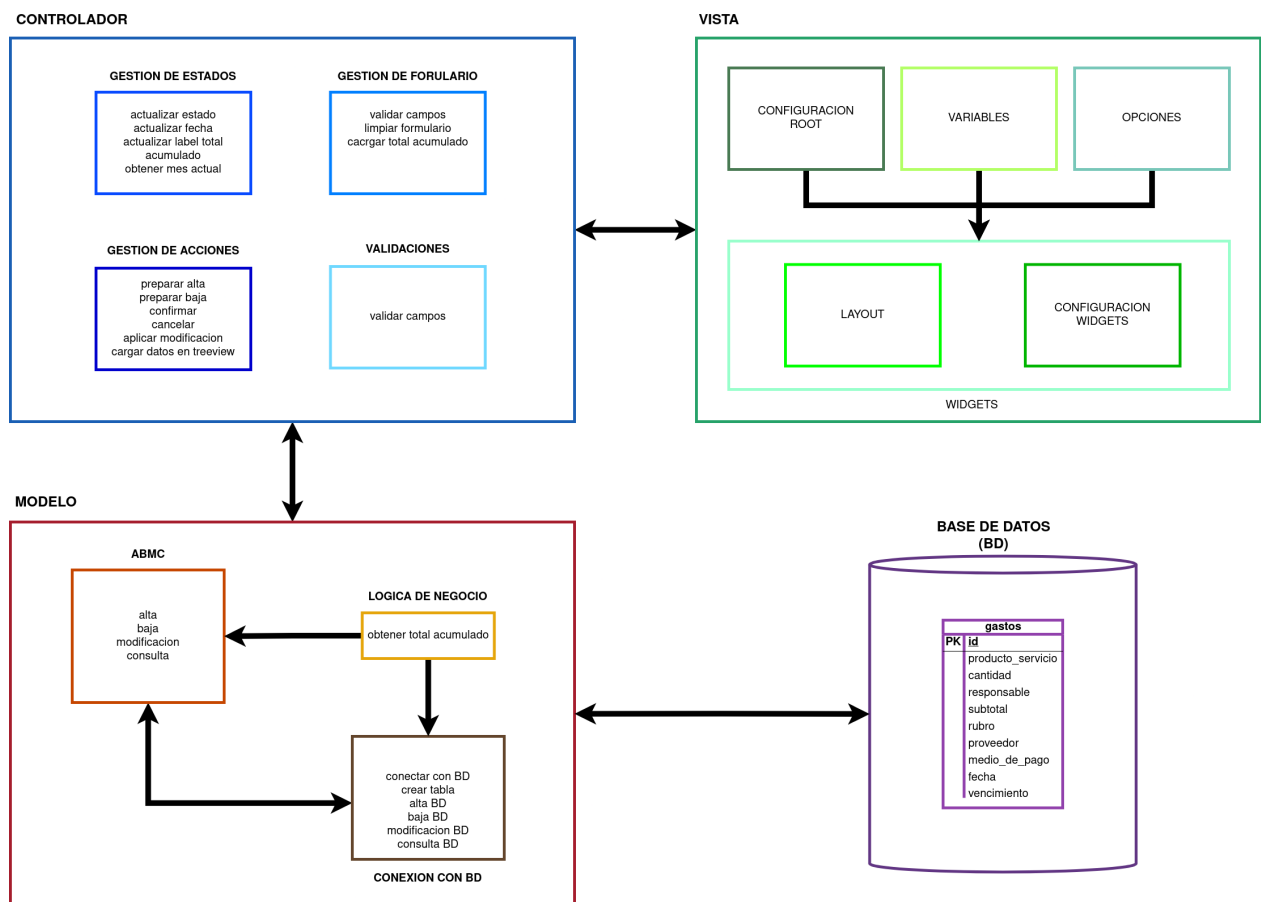 CONTROLADOR
GESTION DE ESTADOS
actualizar estado
actualizar fecha
actualizar label total
acumulado
obtener mes actual
GESTION DE FORULARIO
validar campos
limpiar formulario
cacrgar total acumulado
GESTION DE ACCIONES
preparar alta
preparar baja
confirmar
cancelar
aplicar modificacion
cargar datos en treeview
VALIDACIONES
validar campos
VISTA
CONFIGURACION
ROOT
VARIABLES
OPCIONES
LAYOUT
CONFIGURACION
WIDGETS
WIDGETS
MODELO
ABMC
alta
baja
modificacion
consulta
LOGICA DE NEGOCIO
obtener total acumulado
conectar con BD
crear tabla
alta BD
baja BD
modificacion BD
consulta BD
CONEXION CON BD
BASE DE DATOS
(BD)
gastos
PK id
producto_servicio
cantidad
responsable
subtotal
rubro
proveedor
medio_de_pago
fecha
vencimiento